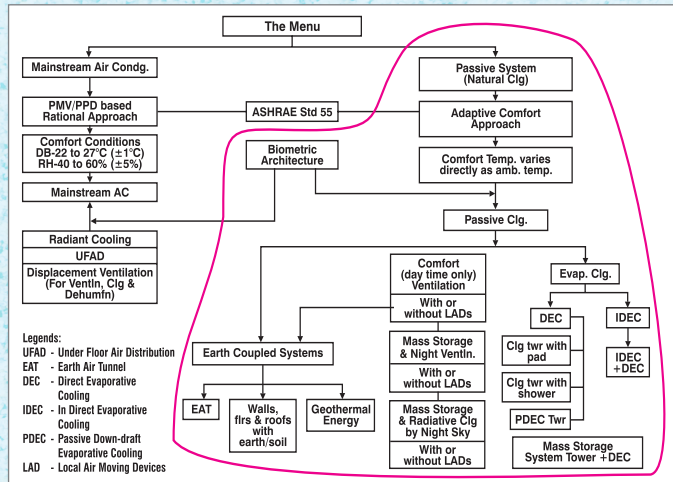 The Menu
Mainstream Air Condg.
PMV/PPD based
Rational Approach
Comfort Conditions
DB-22 to 27°C (±1°C)
RH-40 to 60% (±5%)
Mainstream AC
Radiant Cooling
UFAD
Displacement Ventilation
(For Ventln, Clg &
Dehumfn)
ASHRAE Std 55
Biometric
Architecture
Passive System
(Natural Clg)
Adaptive Comfort
Approach
Comfort Temp. varies
directly as amb. temp.
Passive Clg.
Earth Coupled Systems
EAT
Walls,
flrs & roofs
with
earth/soil
Geothermal
Energy
Comfort
(day time only)
Ventilation
With or
without LADs
Mass Storage
& Night Ventln.
With or
without LADs
Mass Storage
& Radiative Clg
by Night Sky
With or
without LADs
Evap. Clg.
DEC
Clg twr with
pad
Clg twr with
shower
PDEC Twr
IDEC
IDEC
+DEC
Mass Storage
System Tower +DEC
Legends:
UFAD - Under Floor Air Distribution
EAT - Earth Air Tunnel
DEC - Direct Evaporative
Cooling
IDEC - In Direct Evaporative
Cooling
PDEC - Passive Down-draft
Evaporative Cooling
LAD - Local Air Moving Devices